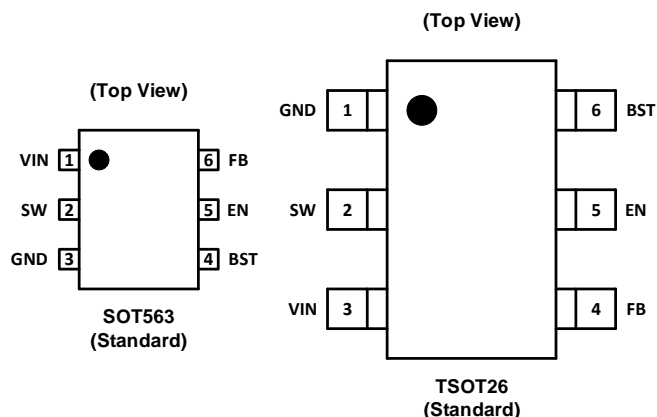 (Top View)
VIN 1 6 FB
SW 2 5 EN
GND 3 4 BST
SOT563
(Standard)
(Top View)
GND 1 6 BST
SW 2 5 EN
VIN 3 4 FB
TSOT26
(Standard)